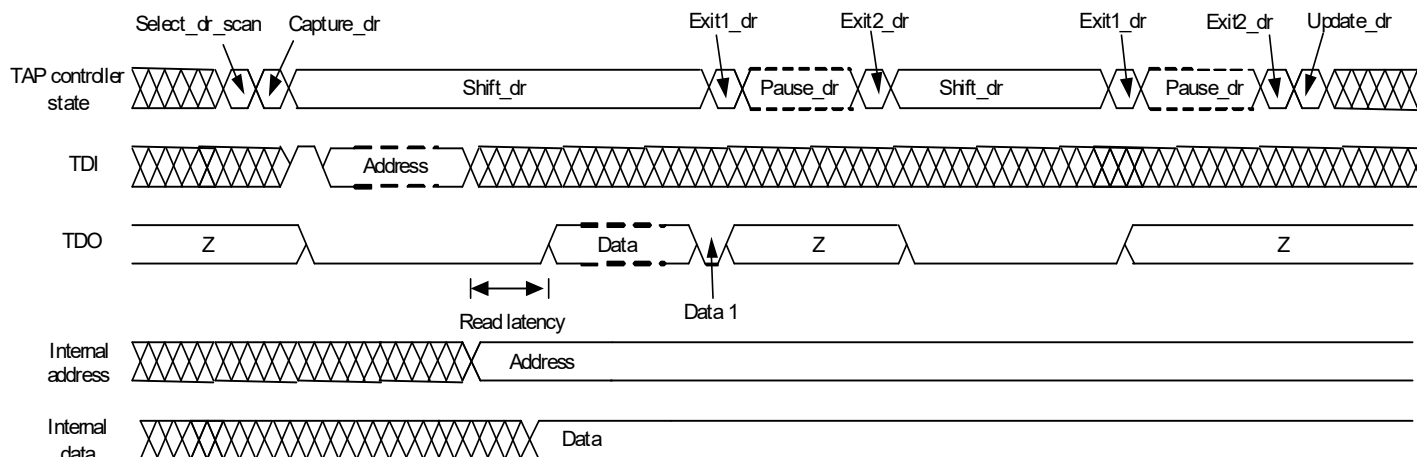 Select_dr_scan Capture_dr Exit1_dr Exit2_dr Exit1_dr Exit2_dr Update_dr
TAP controller
state
Shift_dr Pause_dr Shift_dr Pause_dr
TDI Address
TDO Z Data Z Z
Read latency Data 1
Internal
address
Address
Internal
data
Data